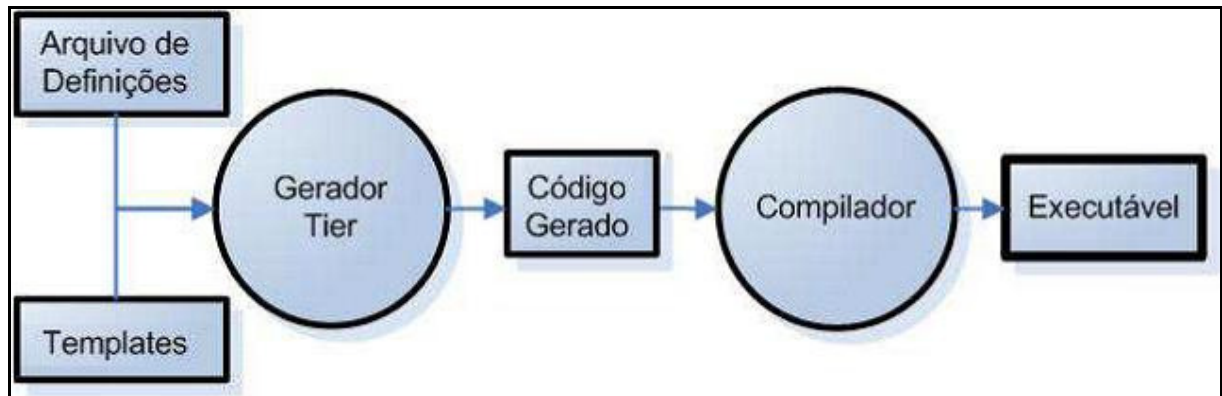 Arquivo de
Definições
Gerador
Tier
Código
Gerado
Compilador
Executável
Templates